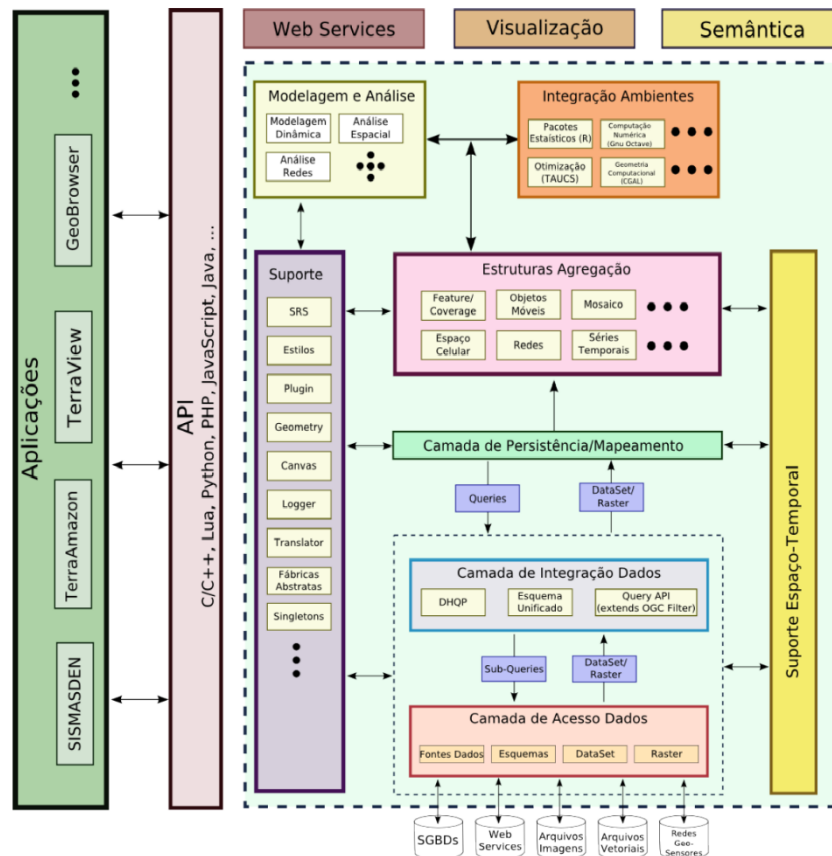 Web Services
Visualização
Semântica
Aplicações
GeoBrowser
TerraView
TerraAmazon
SISMASDEN
API
C/C++, Lua, Python, PHP, JavaScript, Java, ...
Modelagem e Análise
Modelagem
Dinâmica
Análise
Espacial
Análise
Redes
Integração Ambientes
Pacotes
Estaísticos (R)
Computação
Numérica
(Gnu Octave)
Otimização
(TAUCS)
Geometria
Computacional
(CGAL)
Suporte
SRS
Estilos
Plugin
Geometry
Canvas
Logger
Translator
Fábricas
Abstratas
Singletons
Estruturas Agregação
Feature/
Coverage
Objetos
Móveis
Mosaico
Espaço
Celular
Redes
Séries
Temporais
Camada de Persistência/Mapeamento
Queries
DataSet/
Raster
Camada de Integração Dados
DHQP
Esquema
Unificado
Query API
(extends OGC Filter)
Sub-Queries
DataSet/
Raster
Camada de Acesso Dados
Fontes Dados
Esquemas
DataSet
Raster
Suporte Espaço-Temporal
SGBDs
Web
Services
Arquivos
Imagens
Arquivos
Vetoriais
Redes
Geo-
Sensores